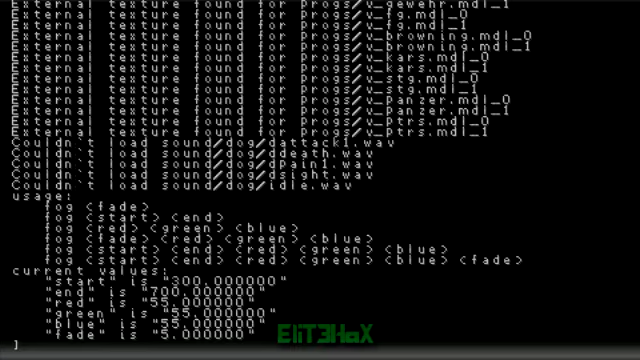 External texture found for Progs/v_gewehr.mdl_1
External texture found for Progs/v_fg.mdl_0
External texture found for Progs/v_fg.mdl_1
External texture found for Progs/v_browning.mdl_0
External texture found for Progs/v_browning.mdl_1
External texture found for Progs/v_kars.mdl_0
External texture found for Progs/v_kars.mdl_1
External texture found for Progs/v_stg.mdl_0
External texture found for Progs/v_stg.mdl_1
External texture found for Progs/v_panzer.mdl_0
External texture found for Progs/v_panzer.mdl_1
External texture found for Progs/v_ptrs.mdl_0
External texture found for Progs/v_ptrs.mdl_1
Couldn`t load sound/dog/dattack1.wav
Couldn`t load sound/dog/ddeath.wav
Couldn`t load sound/dog/dpain1.wav
Couldn`t load sound/dog/dsight.wav
Couldn`t load sound/dog/idle.wav
usage:
fog <fade>
fog <start> <end>
fog <red> <green> <blue>
fog <fade> <red> <green> <blue>
fog <start> <end> <red> <green> <blue>
fog <start> <end> <red> <green> <blue> <fade>
current values:
"start" is "300.000000"
"end" is "700.000000"
"red" is "55.000000"
"green" is "55.000000"
"blue" is "55.000000"
"fade" is "5.000000"
]
EliT3HaX